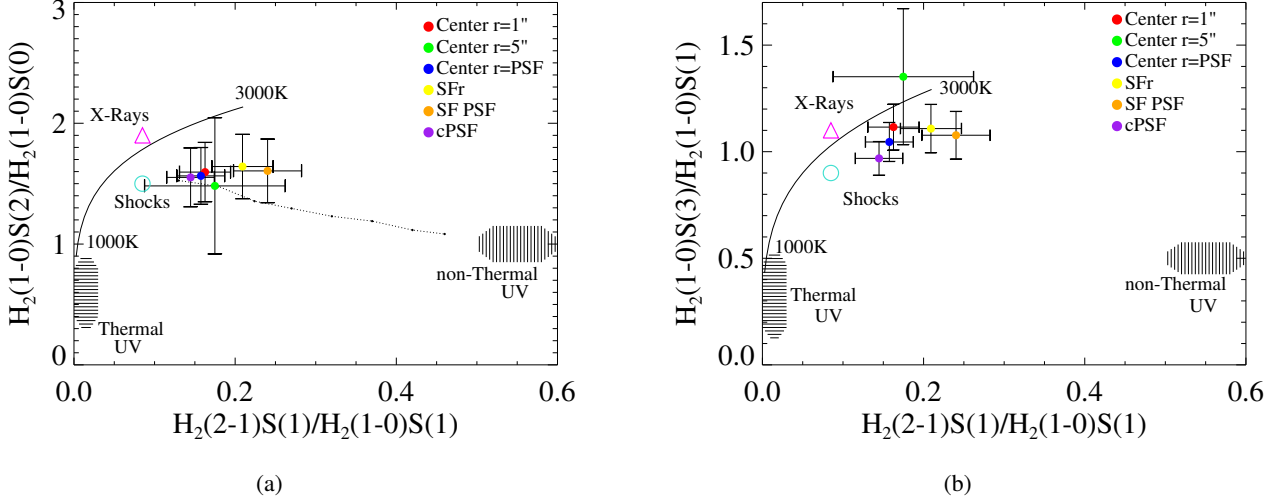 3
2
1
0
0.0
0.2
0.4
0.6
H₂(1-0)S(2)/H₂(1-0)S(0)
H₂(2-1)S(1)/H₂(1-0)S(1)
Center r=1"
Center r=5"
Center r=PSF
SFr
SF PSF
cPSF
3000K
X-Rays
Shocks
1000K
non-Thermal
UV
Thermal
UV
(a)
1.5
1.0
0.5
0.0
0.0
0.2
0.4
0.6
H₂(1-0)S(3)/H₂(1-0)S(1)
H₂(2-1)S(1)/H₂(1-0)S(1)
Center r=1"
Center r=5"
Center r=PSF
SFr
SF PSF
cPSF
3000K
X-Rays
Shocks
1000K
non-Thermal
UV
Thermal
UV
(b)